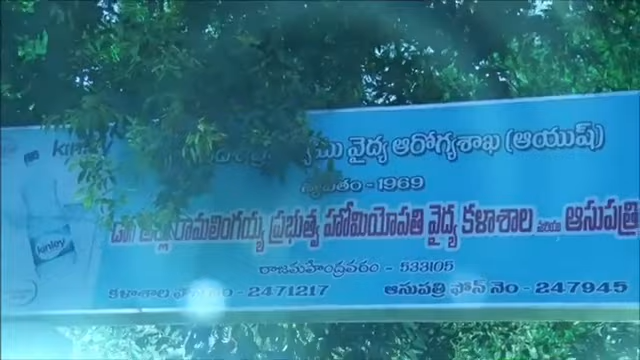 Kinley
వైద్య ఆరోగ్యశాఖ (ఆయుష్)
స్థాపితం - 1969
అల్లు రామలింగయ్య ప్రభుత్వ హోమియోపతి వైద్య కళాశాల మరియు ఆసుపత్రి
రాజమహేంద్రవరం - 533105
Kinley
కళాశాల ఫోన్ నెం - 2471217 ఆసుపత్రి ఫోన్ నెం - 247945